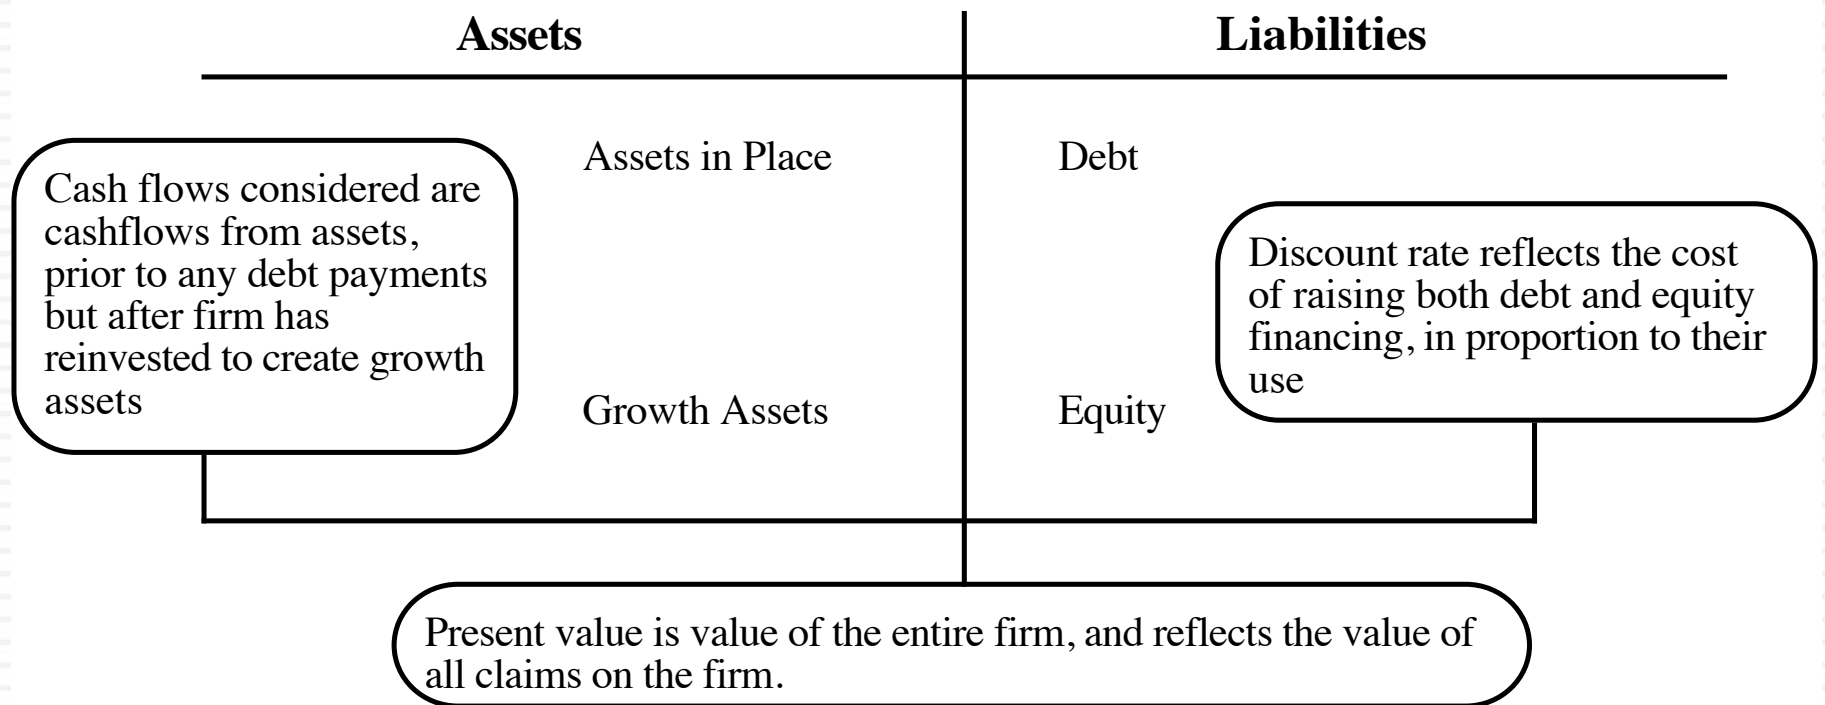 Assets
Liabilities
Assets in Place
Debt
Cash flows considered are
cashflows from assets,
prior to any debt payments
but after firm has
reinvested to create growth
assets
Discount rate reflects the cost
of raising both debt and equity
financing, in proportion to their
use
Growth Assets
Equity
Present value is value of the entire firm, and reflects the value of
all claims on the firm.